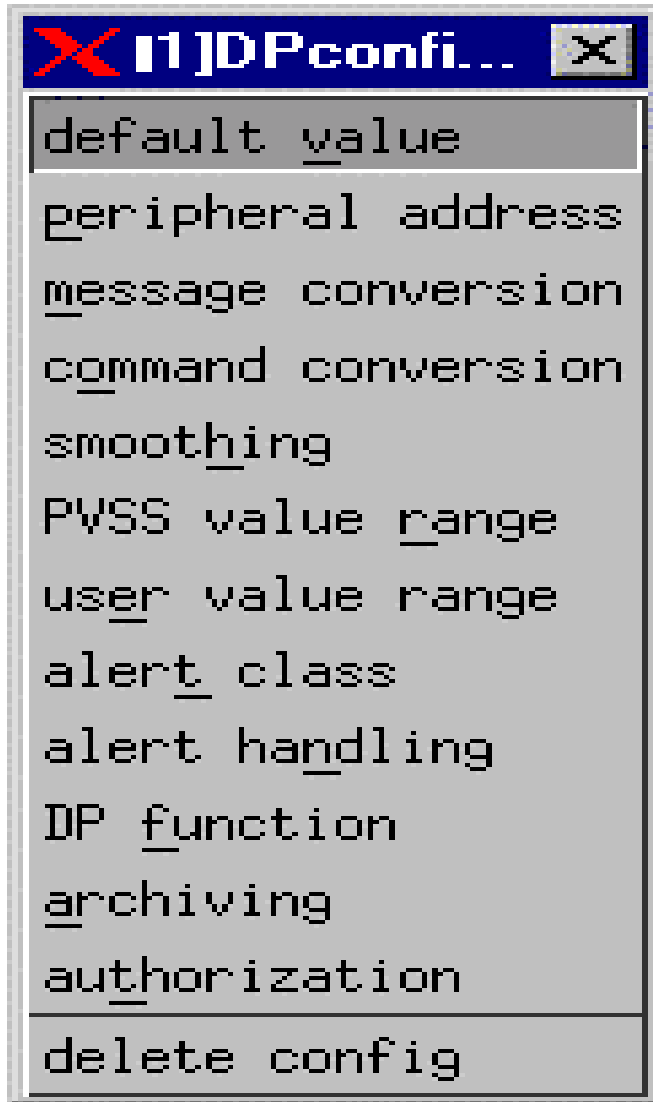 [1]DPconfi...
default value
peripheral address
message conversion
command conversion
smoothing
PVSS value range
user value range
alert class
alert handling
DP function
archiving
authorization
delete config